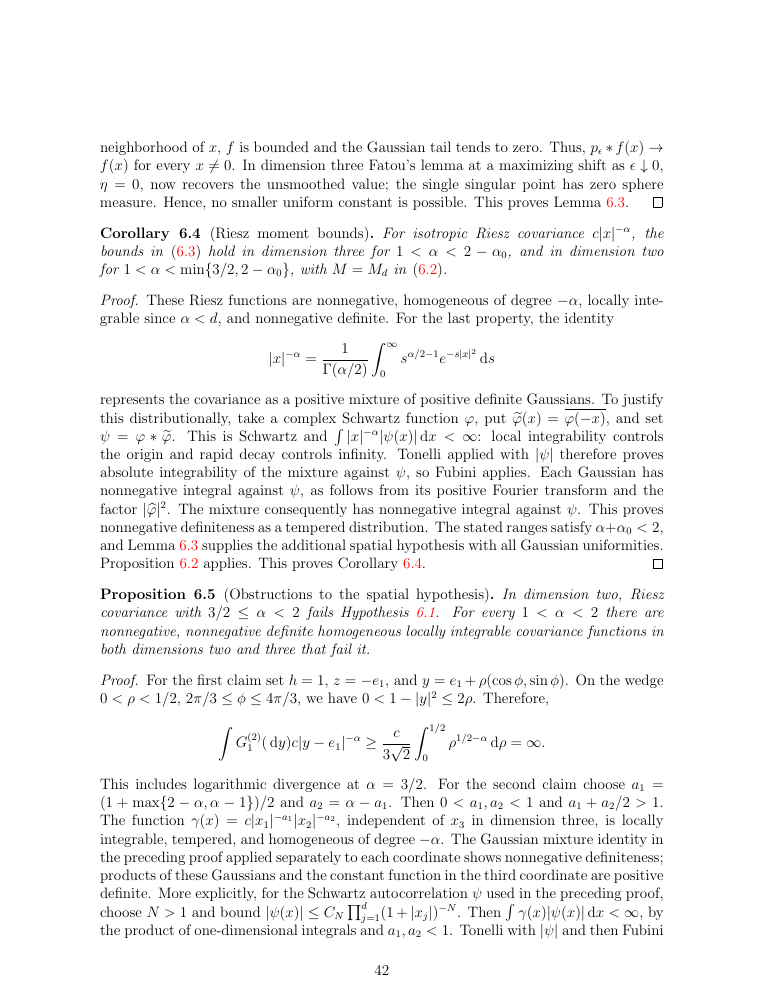 neighborhood of x, f is bounded and the Gaussian tail tends to zero. Thus, p_ϵ ∗ f(x) →
f(x) for every x ≠ 0. In dimension three Fatou's lemma at a maximizing shift as ϵ ↓ 0,
η = 0, now recovers the unsmoothed value; the single singular point has zero sphere
measure. Hence, no smaller uniform constant is possible. This proves Lemma 6.3. □
Corollary 6.4 (Riesz moment bounds). For isotropic Riesz covariance c|x|^{−α}, the
bounds in (6.3) hold in dimension three for 1 < α < 2 − α_0, and in dimension two
for 1 < α < min{3/2, 2 − α_0}, with M = M_d in (6.2).
Proof. These Riesz functions are nonnegative, homogeneous of degree −α, locally inte-
grable since α < d, and nonnegative definite. For the last property, the identity
|x|^{−α} = \frac{1}{Γ(α/2)} ∫_0^∞ s^{α/2−1} e^{−s|x|^2} ds
represents the covariance as a positive mixture of positive definite Gaussians. To justify
this distributionally, take a complex Schwartz function φ, put \widetilde{φ}(x) = \overline{φ(−x)}, and set
ψ = φ ∗ \widetilde{φ}. This is Schwartz and ∫ |x|^{−α}|ψ(x)| dx < ∞: local integrability controls
the origin and rapid decay controls infinity. Tonelli applied with |ψ| therefore proves
absolute integrability of the mixture against ψ, so Fubini applies. Each Gaussian has
nonnegative integral against ψ, as follows from its positive Fourier transform and the
factor |\widehat{φ}|^2. The mixture consequently has nonnegative integral against ψ. This proves
nonnegative definiteness as a tempered distribution. The stated ranges satisfy α+α_0 < 2,
and Lemma 6.3 supplies the additional spatial hypothesis with all Gaussian uniformities.
Proposition 6.2 applies. This proves Corollary 6.4. □
Proposition 6.5 (Obstructions to the spatial hypothesis). In dimension two, Riesz
covariance with 3/2 ≤ α < 2 fails Hypothesis 6.1. For every 1 < α < 2 there are
nonnegative, nonnegative definite homogeneous locally integrable covariance functions in
both dimensions two and three that fail it.
Proof. For the first claim set h = 1, z = −e_1, and y = e_1 + ρ(cos ϕ, sin ϕ). On the wedge
0 < ρ < 1/2, 2π/3 ≤ ϕ ≤ 4π/3, we have 0 < 1 − |y|^2 ≤ 2ρ. Therefore,
∫ G_1^{(2)}( dy)c|y − e_1|^{−α} ≥ \frac{c}{3√2} ∫_0^{1/2} ρ^{1/2−α} dρ = ∞.
This includes logarithmic divergence at α = 3/2. For the second claim choose a_1 =
(1 + max{2 − α, α − 1})/2 and a_2 = α − a_1. Then 0 < a_1, a_2 < 1 and a_1 + a_2/2 > 1.
The function γ(x) = c|x_1|^{−a_1}|x_2|^{−a_2}, independent of x_3 in dimension three, is locally
integrable, tempered, and homogeneous of degree −α. The Gaussian mixture identity in
the preceding proof applied separately to each coordinate shows nonnegative definiteness;
products of these Gaussians and the constant function in the third coordinate are positive
definite. More explicitly, for the Schwartz autocorrelation ψ used in the preceding proof,
choose N > 1 and bound |ψ(x)| ≤ C_N ∏_{j=1}^d (1 + |x_j|)^{−N}. Then ∫ γ(x)|ψ(x)| dx < ∞, by
the product of one-dimensional integrals and a_1, a_2 < 1. Tonelli with |ψ| and then Fubini
42